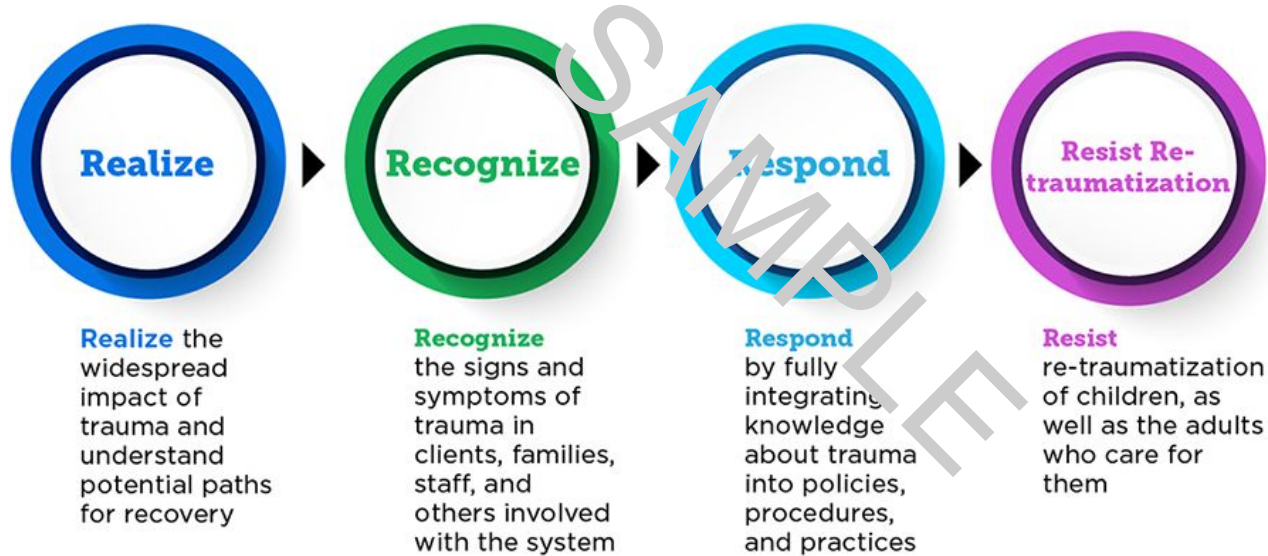 Realize
Recognize
Respond
Resist Re-
traumatization
Realize the
widespread
impact of
trauma and
understand
potential paths
for recovery
Recognize
the signs and
symptoms of
trauma in
clients, families,
staff, and
others involved
with the system
Respond
by fully
integrating
knowledge
about trauma
into policies,
procedures,
and practices
Resist
re-traumatization
of children, as
well as the adults
who care for
them
SAMPLE